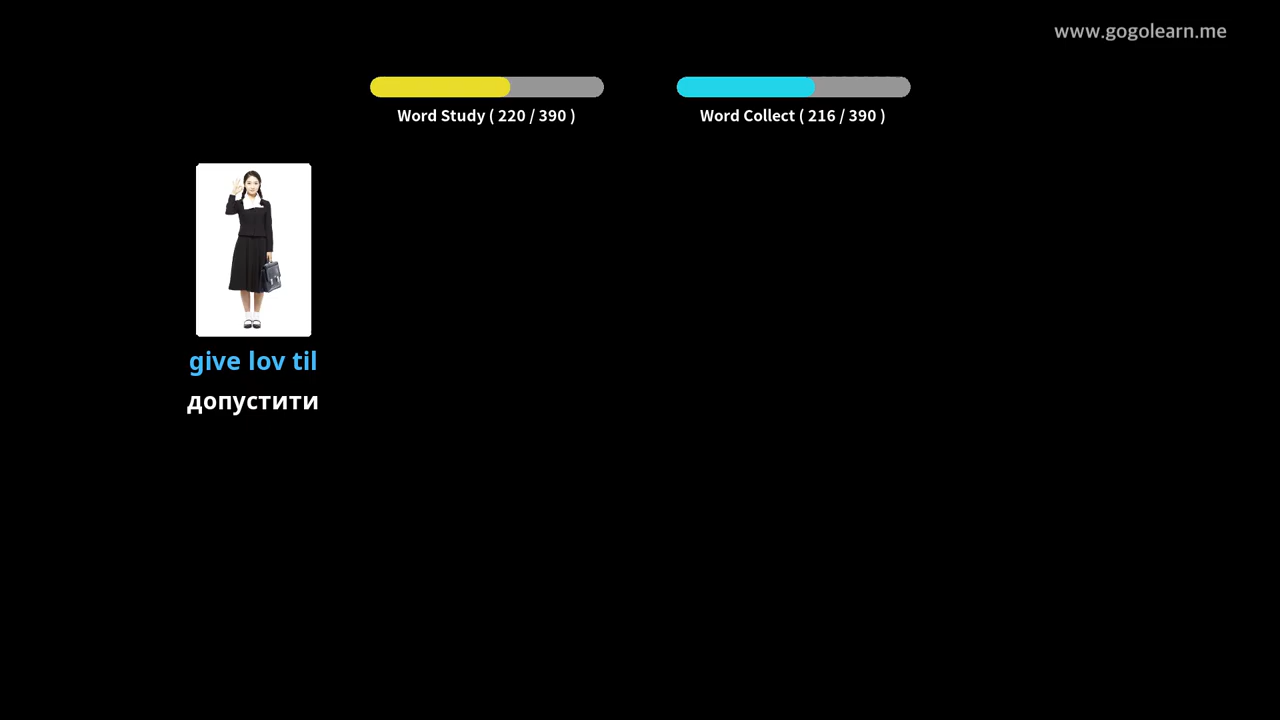 www.gogolearn.me
Word Study ( 220 / 390 )
Word Collect ( 216 / 390 )
give lov til
допустити